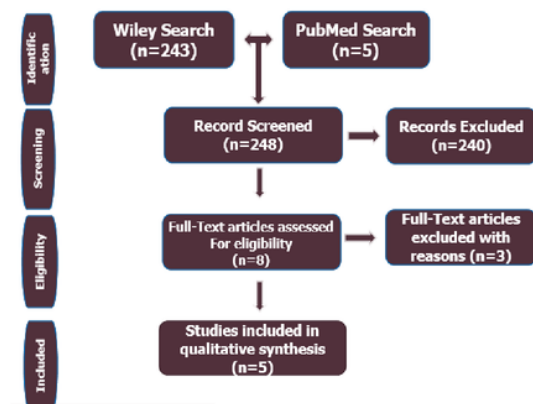 Identific
ation
Wiley Search
(n=243)
PubMed Search
(n=5)
Screening
Record Screened
(n=248)
Records Excluded
(n=240)
Eligibility
Full-Text articles assessed
For eligibility
(n=8)
Full-Text articles
excluded with
reasons (n=3)
Included
Studies included in
qualitative synthesis
(n=5)